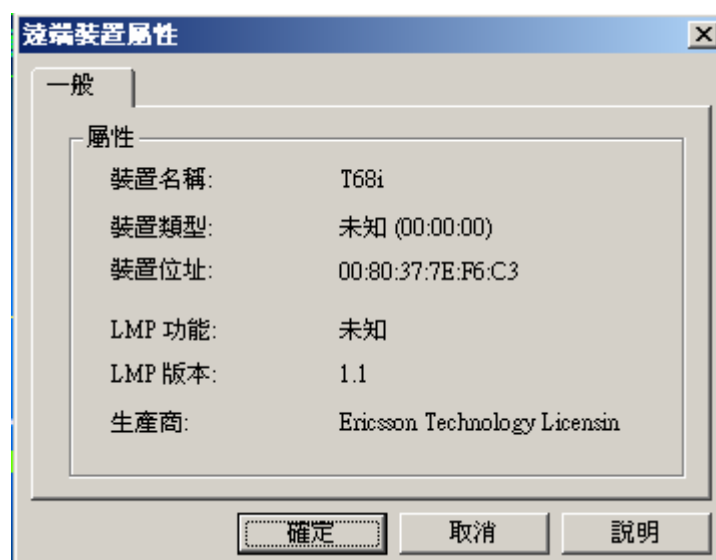 遠端裝置屬性
一般
屬性
裝置名稱: T68i
裝置類型: 未知 (00:00:00)
裝置位址: 00:80:37:7E:F6:C3
LMP 功能: 未知
LMP 版本: 1.1
生產商: Ericsson Technology Licensin
確定 取消 說明